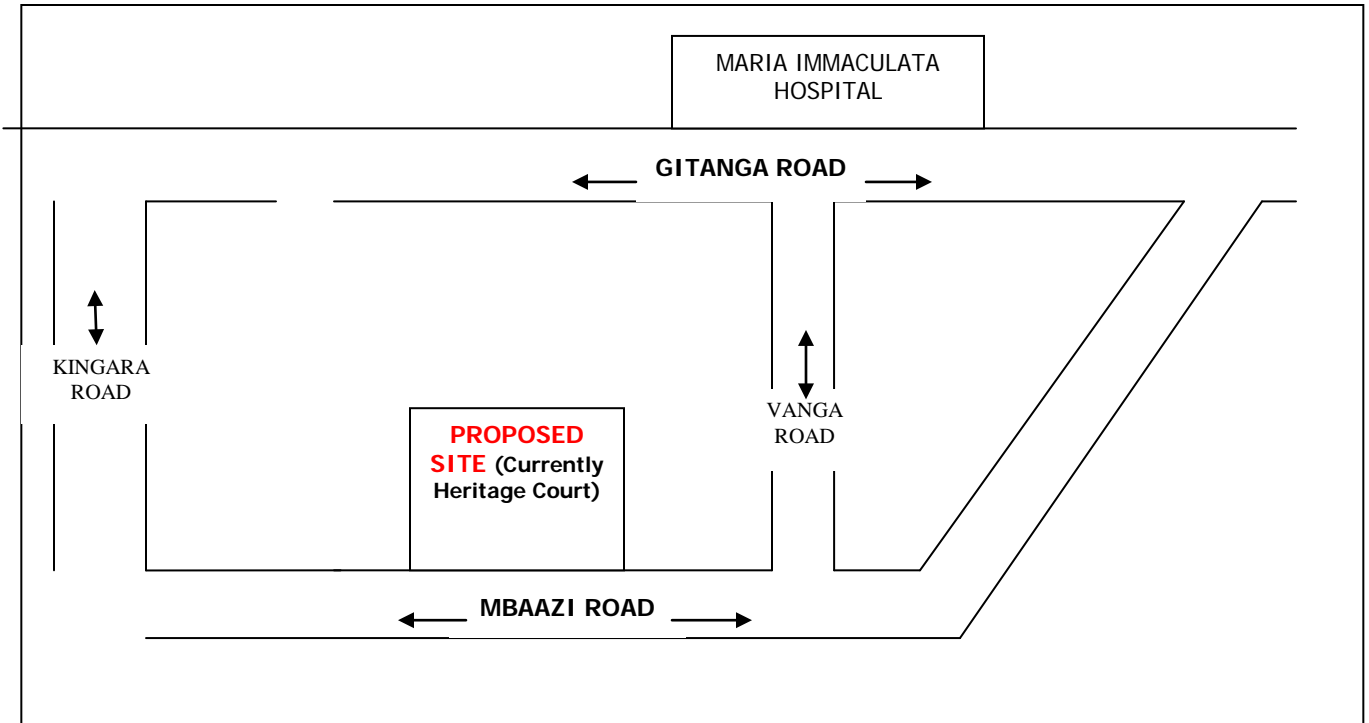 MARIA IMMACULATA
HOSPITAL
GITANGA ROAD
KINGARA
ROAD
VANGA
ROAD
PROPOSED
SITE (Currently
Heritage Court)
MBAAZI ROAD